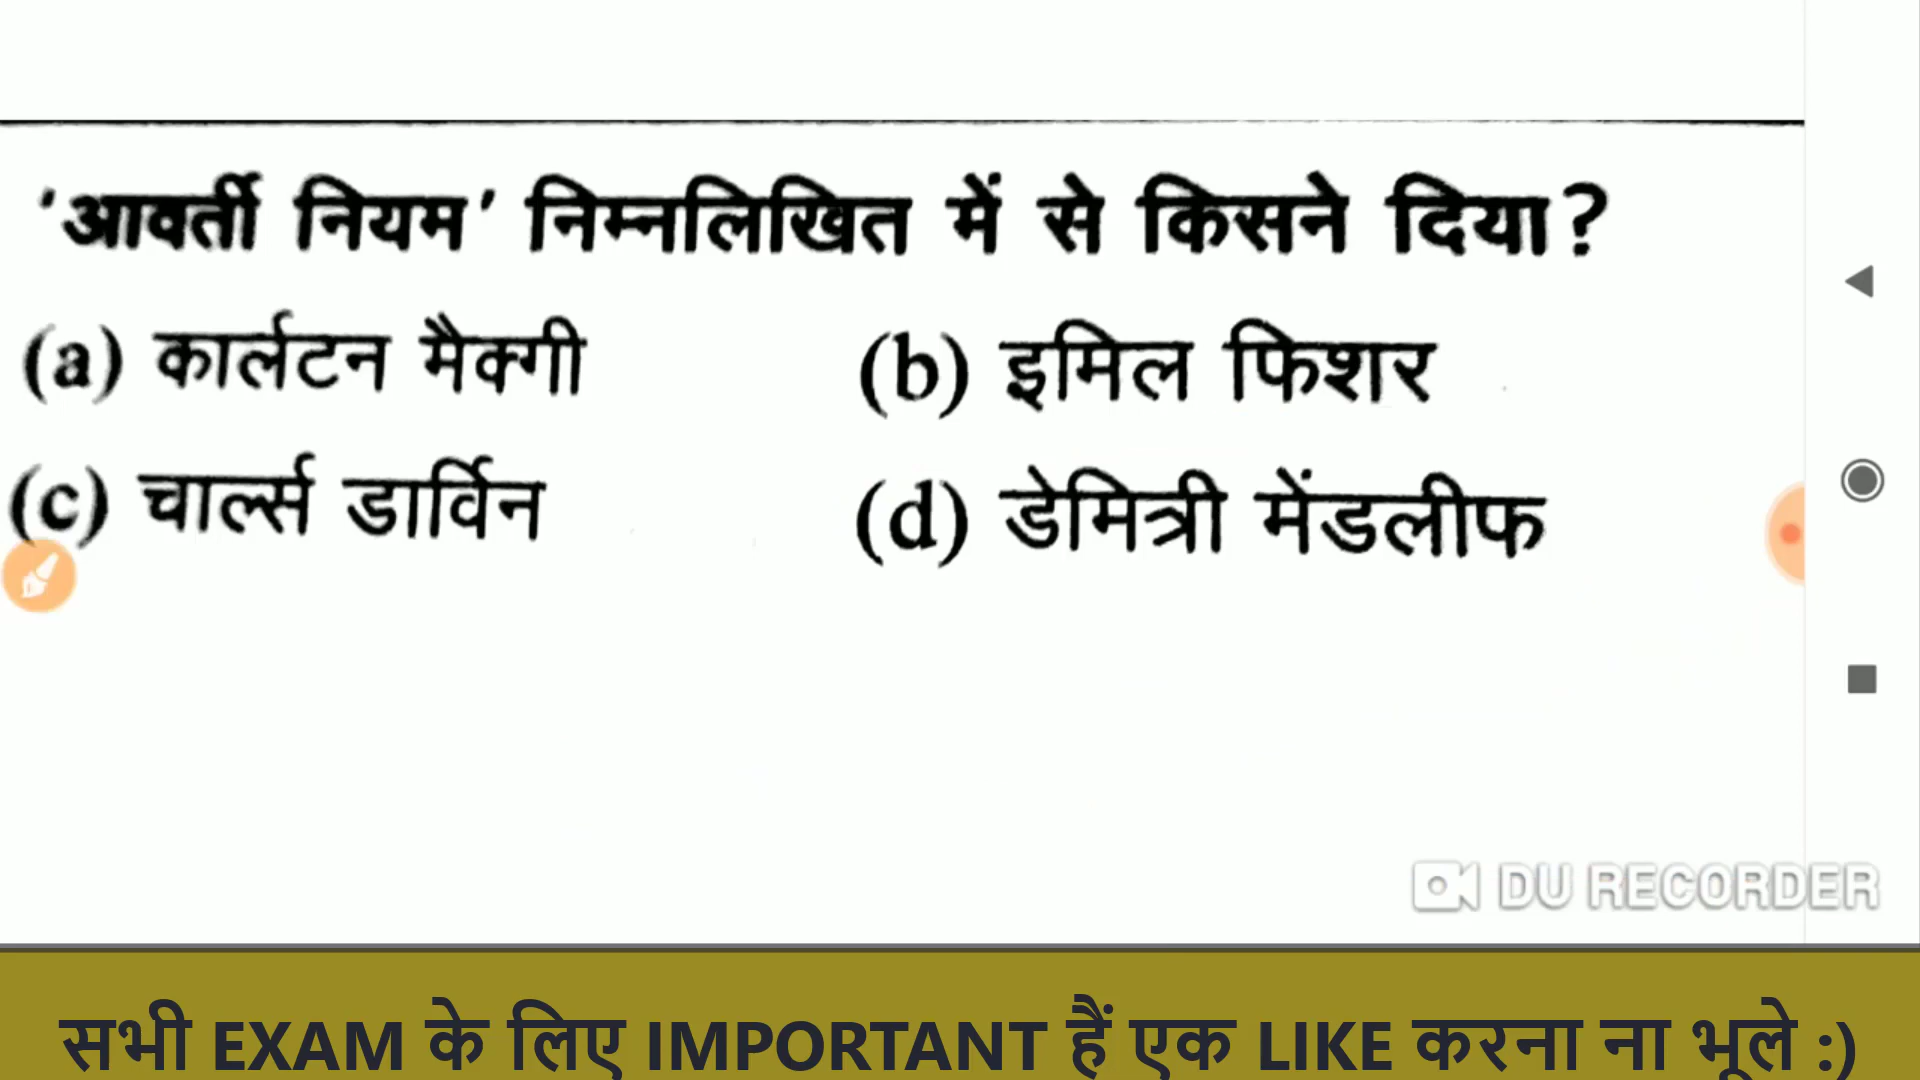 'आवर्ती नियम' निम्नलिखित में से किसने दिया?
(a) कार्लटन मैक्गी (b) इमिल फिशर
(c) चार्ल्स डार्विन (d) डेमित्री मेंडलीफ
DU RECORDER
सभी EXAM के लिए IMPORTANT हैं एक LIKE करना ना भूले :)